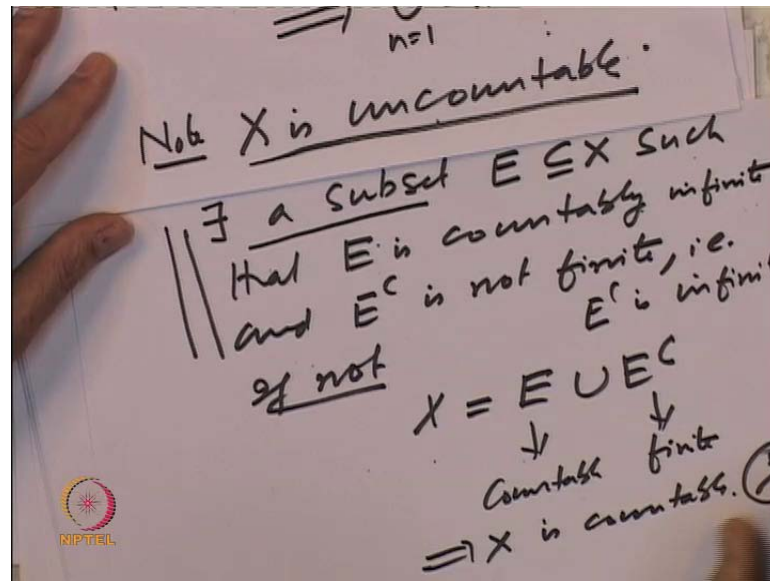 ⟹ ∪
n=1
Note X is uncountable.
∃ a subset E ⊆ X such
that E is countably infinite
and E^C is not finite, i.e.
E^C is infini
If not
X = E ∪ E^C
↓ ↓
Countable finite
⟹ X is countable.
NPTEL